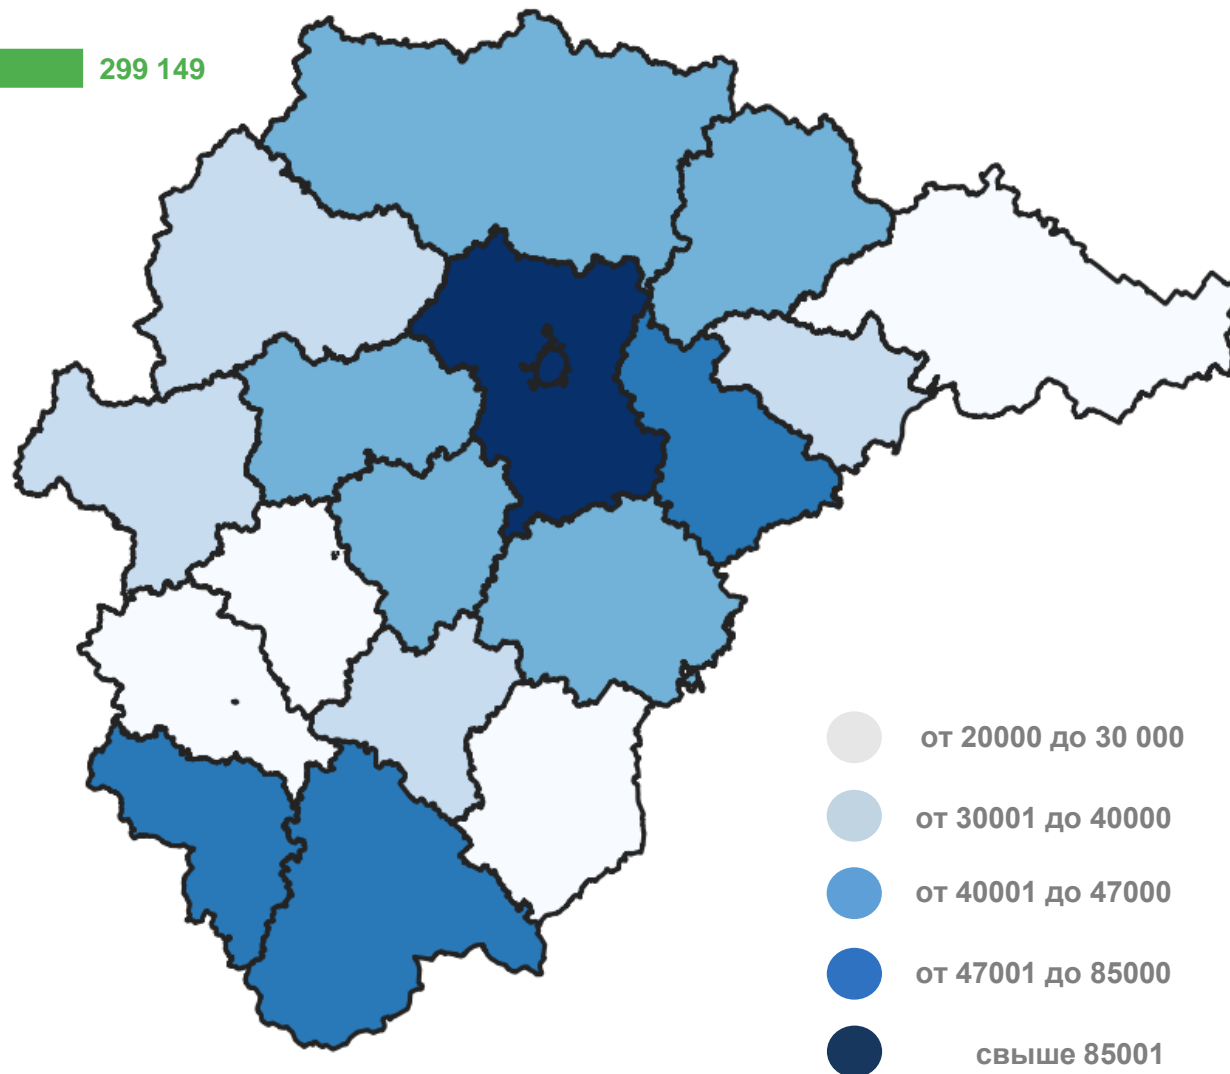 299 149
от 20000 до 30 000
от 30001 до 40000
от 40001 до 47000
от 47001 до 85000
свыше 85001